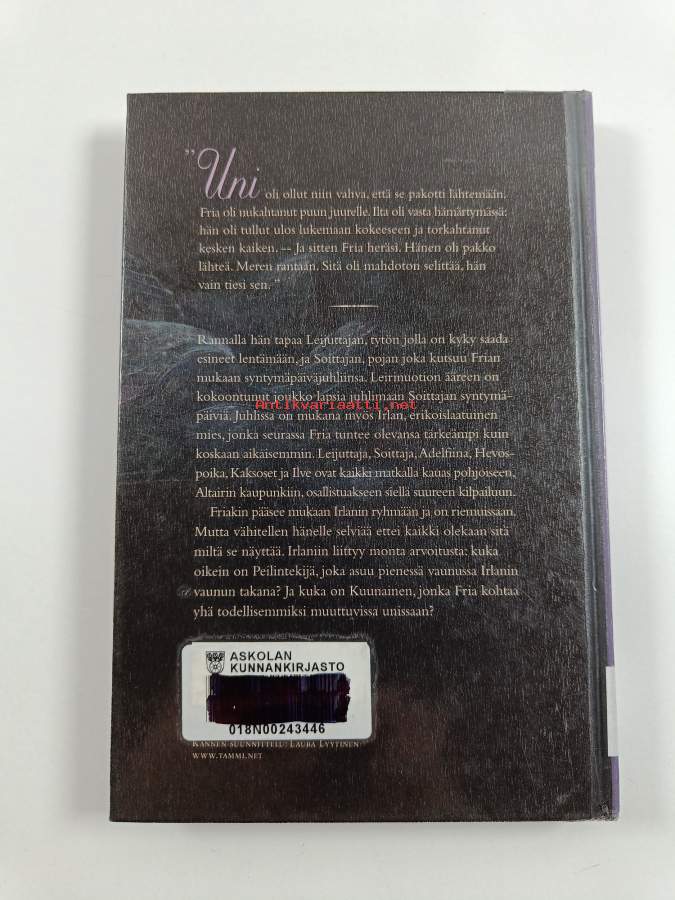 "Uni oli ollut niin vahva, että se pakotti lähtemään.
Fria oli nukahtanut puun juurelle. Ilta oli vasta hämärtymässä:
hän oli tullut ulos lukemaan kokeeseen ja torkahtanut
kesken kaiken. -- Ja sitten Fria heräsi. Hänen oli pakko
lähteä. Meren rantaan. Sitä oli mahdoton selittää, hän
vain tiesi sen."
Rannalla hän tapaa Leijuttajan, tytön jolla on kyky saada
esineet lentämään, ja Soittajan, pojan joka kutsuu Frian
mukaan syntymäpäiväjuhliinsa. Leirinuotion ääreen on
kokoontunut joukko lapsia juhlimaan Soittajan syntymä-
päiviä. Juhlissa on mukana myös Irlan, erikoislaatuinen
Antikvariaatti.net
mies, jonka seurassa Fria tuntee olevansa tärkeämpi kuin
koskaan aikaisemmin. Leijuttaja, Soittaja, Adelfiina, Hevos-
poika, Kaksoset ja Ilve ovat kaikki matkalla kauas pohjoiseen,
Altairin kaupunkiin, osallistuakseen siellä suureen kilpailuun.
Friakin pääsee mukaan Irlanin ryhmään ja on riemuissaan.
Mutta vähitellen hänelle selviää ettei kaikki olekaan sitä
miltä se näyttää. Irlaniin liittyy monta arvoitusta: kuka
oikein on Peilintekijä, joka asuu pienessä vaunussa Irlanin
vaunun takana? Ja kuka on Kuunainen, jonka Fria kohtaa
yhä todellisemmiksi muuttuvissa unissaan?
ASKOLAN
KUNNANKIRJASTO
018N00243446
KANNEN SUUNNITTELU: LAURA LYYTINEN
WWW.TAMMI.NET